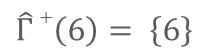 Γ̂⁺(6) = {6}